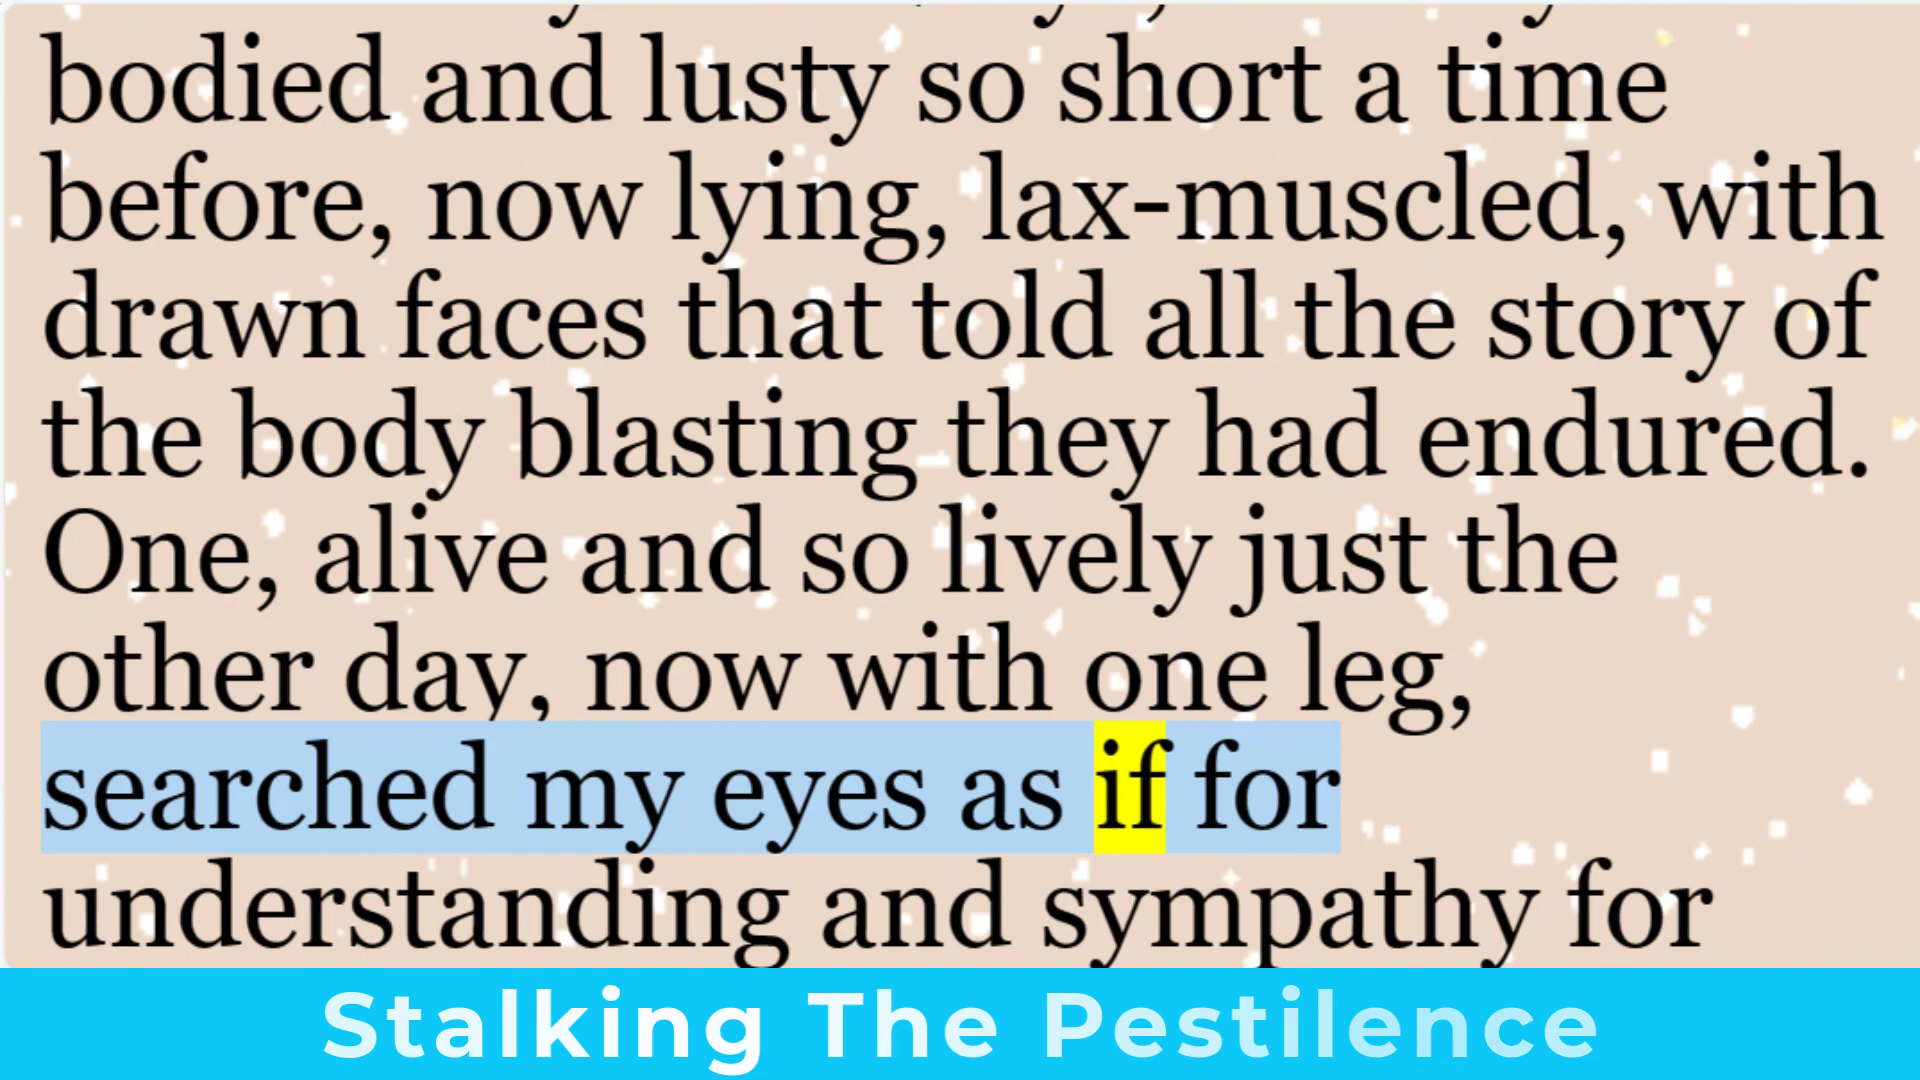 bodied and lusty so short a time
before, now lying, lax-muscled, with
drawn faces that told all the story of
the body blasting they had endured.
One, alive and so lively just the
other day, now with one leg,
searched my eyes as if for
understanding and sympathy for
Stalking The Pestilence